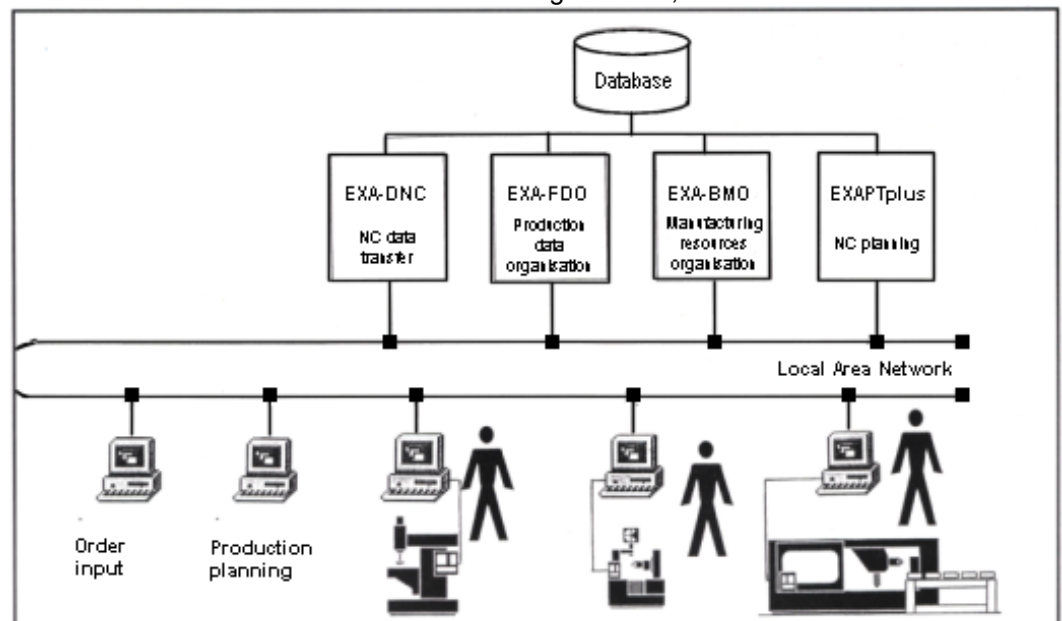 Database
EXA-DNC
NC data
transfer
EXA-FDO
Production
data
organisation
EXA-BMO
Manufacturing
resources
organisation
EXAPTplus
NC planning
Local Area Network
Order
input
Production
planning